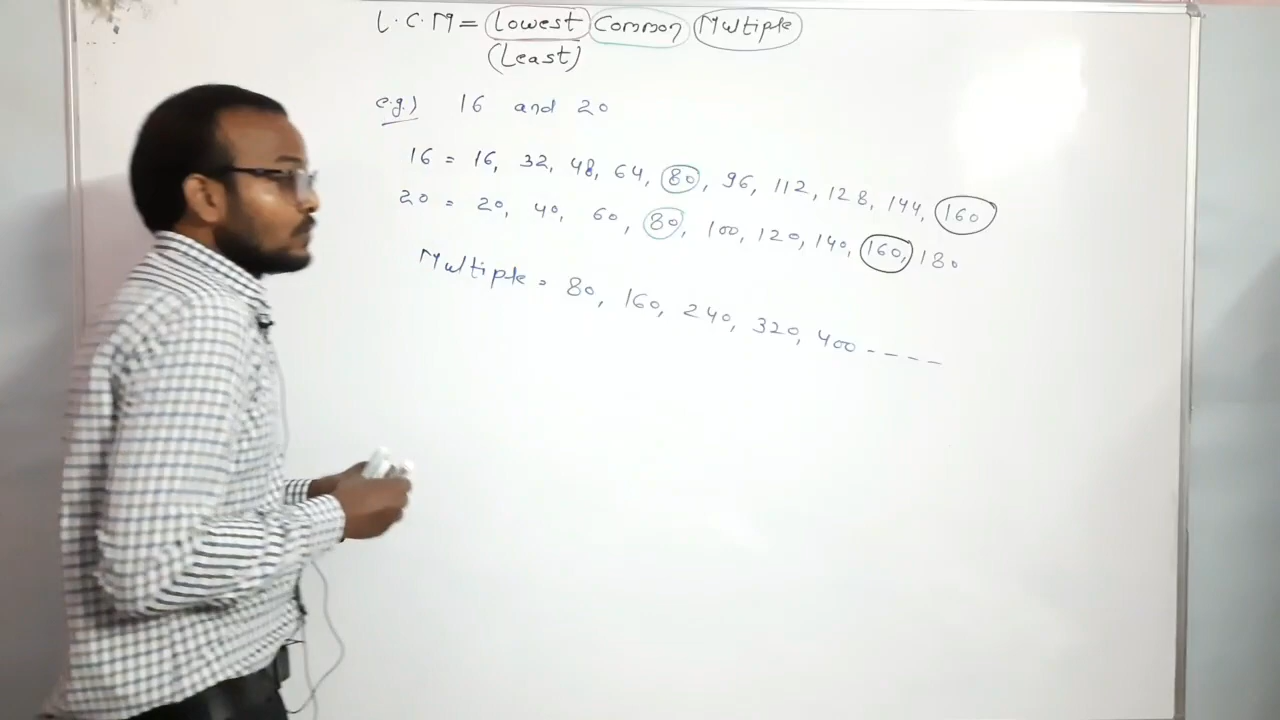 L.C.M = Lowest Common Multiple
(Least)
e.g.) 16 and 20
16 = 16, 32, 48, 64, 80, 96, 112, 128, 144, 160
20 = 20, 40, 60, 80, 100, 120, 140, 160, 180
Multiple = 80, 160, 240, 320, 400 ----